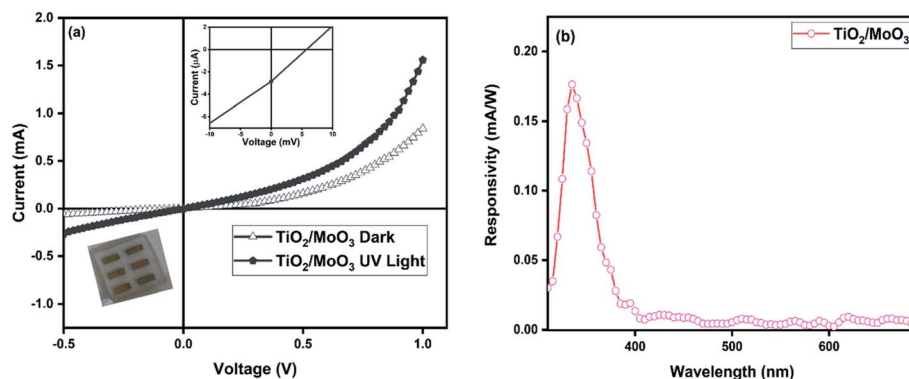 (a)
2.0
1.5
1.0
0.5
0.0
-0.5
-1.0
Current (mA)
-0.5
0.0
0.5
1.0
Voltage (V)
2
0
-2
-4
-6
Current (µA)
-10
0
10
Voltage (mV)
TiO₂/MoO₃ Dark
TiO₂/MoO₃ UV Light
(b)
TiO₂/MoO₃
0.20
0.15
0.10
0.05
0.00
Responsivity (mA/W)
400
500
600
Wavelength (nm)